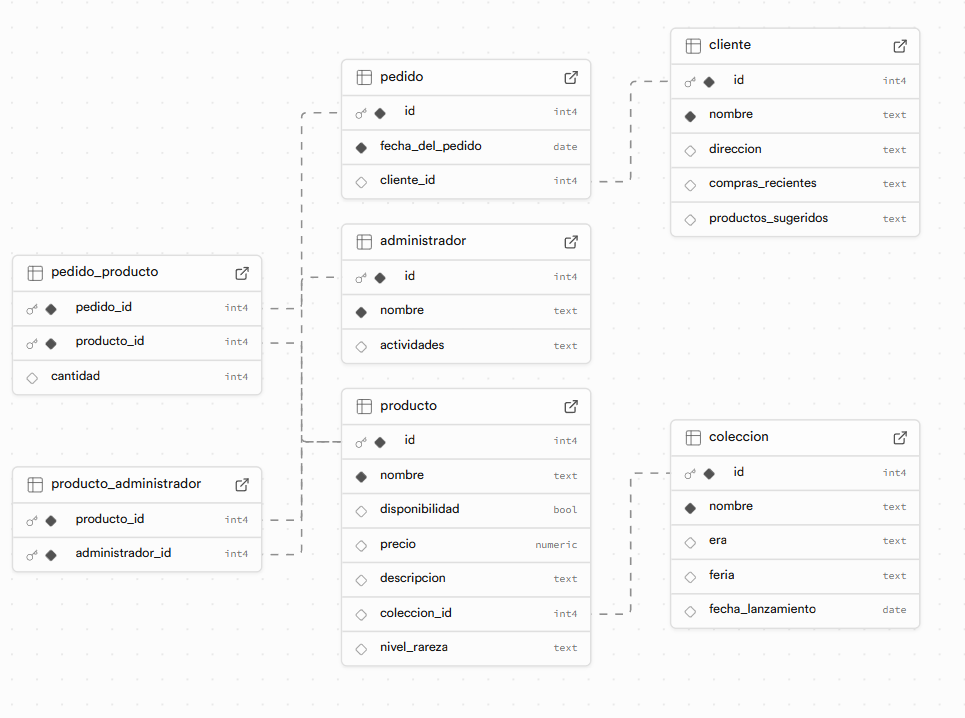 pedido
id int4
fecha_del_pedido date
cliente_id int4
cliente
id int4
nombre text
direccion text
compras_recientes text
productos_sugeridos text
administrador
id int4
nombre text
actividades text
pedido_producto
pedido_id int4
producto_id int4
cantidad int4
producto
id int4
nombre text
disponibilidad bool
precio numeric
descripcion text
coleccion_id int4
nivel_rareza text
producto_administrador
producto_id int4
administrador_id int4
coleccion
id int4
nombre text
era text
feria text
fecha_lanzamiento date